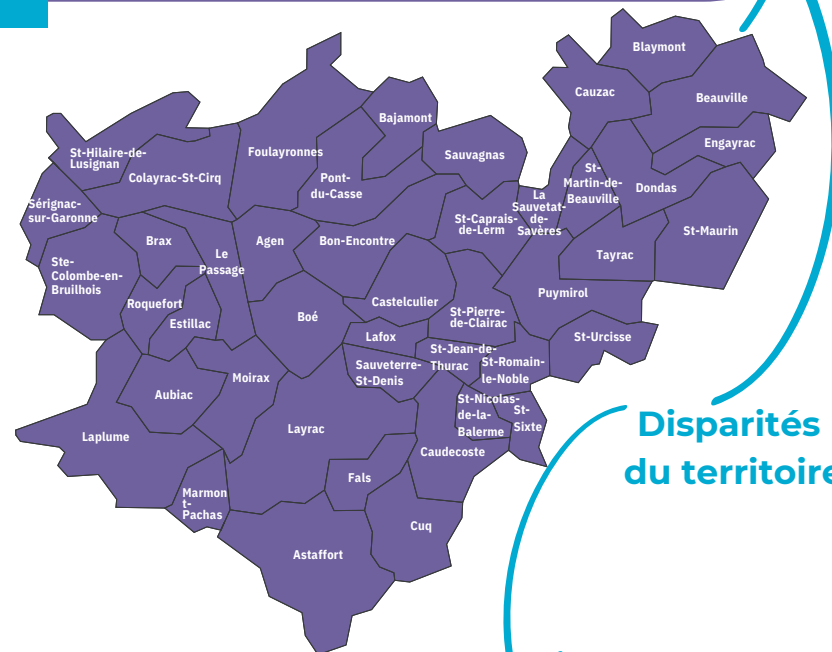 Blaymont
Cauzac
Beauville
Bajamont
Engayrac
St-Hilaire-de-
Lusignan
Foulayronnes
Sauvagnas
Colayrac-St-Cirq
Pont-
du-Casse
St-
Martin-de-
Beauville
Dondas
Sérignac-
sur-Garonne
La
Sauvetat-
de-
Savères
St-Caprais-
de-Lerm
St-Maurin
Brax
Agen
Bon-Encontre
Le
Passage
Tayrac
Ste-
Colombe-en-
Bruilhois
Puymirol
Roquefort
Castelculier
Estillac
Boé
St-Pierre-
de-Clairac
Lafox
St-Urcisse
St-Jean-de-
Thurac
St-Romain-
le-Noble
Sauveterre-
St-Denis
Moirax
Aubiac
St-Nicolas-
de-la-
Balerme
St-
Sixte
Laplume
Layrac
Caudecoste
Disparités
du territoire
Fals
Marmon
t-
Pachas
Cuq
Astaffort